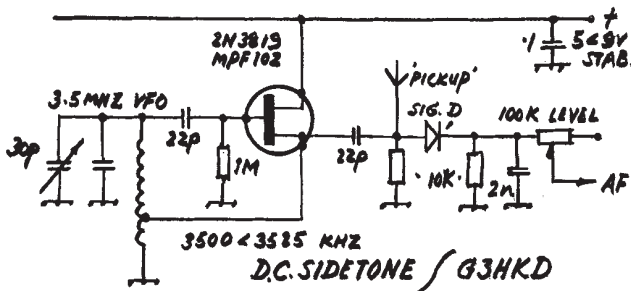 +
2N3819
MPF102
.1
5<9V
STAB.
'PICKUP'
3.5 MHZ VFO
SIG.D
100K LEVEL
30p
22p
1M
22p
10K
2n
AF
3500<3525 KHZ
D.C. SIDETONE / G3HKD